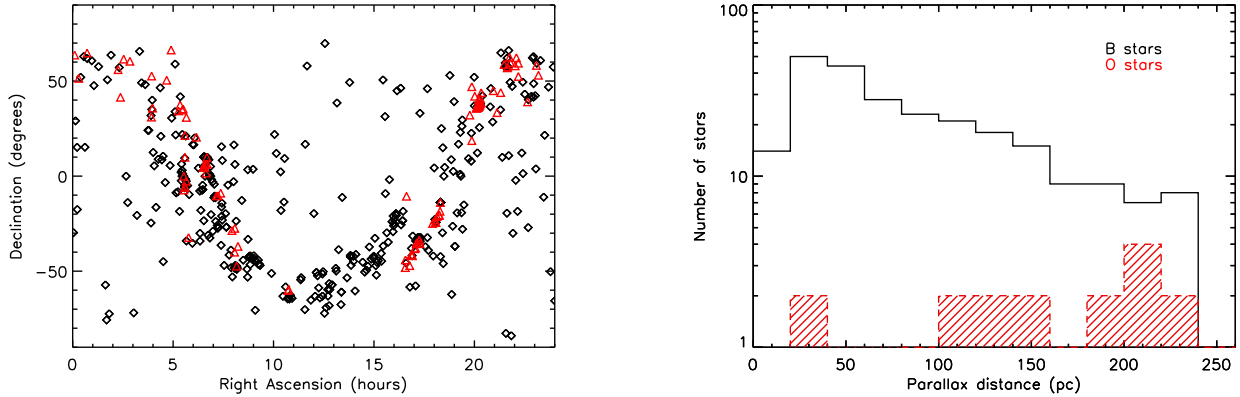 50
0
−50
Declination (degrees)
0
5
10
15
20
Right Ascension (hours)
100
10
1
Number of stars
B stars
O stars
0
50
100
150
200
250
Parallax distance (pc)